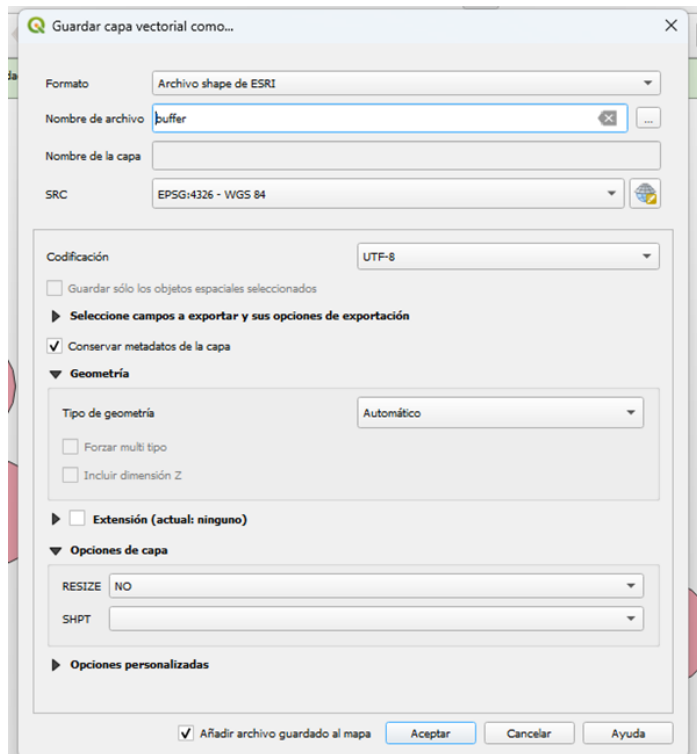 Guardar capa vectorial como...
Formato Archivo shape de ESRI
Nombre de archivo buffer ...
Nombre de la capa
SRC EPSG:4326 - WGS 84
Codificación UTF-8
Guardar sólo los objetos espaciales seleccionados
Seleccione campos a exportar y sus opciones de exportación
Conservar metadatos de la capa
Geometría
Tipo de geometría Automático
Forzar multi tipo
Incluir dimensión Z
Extensión (actual: ninguno)
Opciones de capa
RESIZE NO
SHPT
Opciones personalizadas
Añadir archivo guardado al mapa Aceptar Cancelar Ayuda